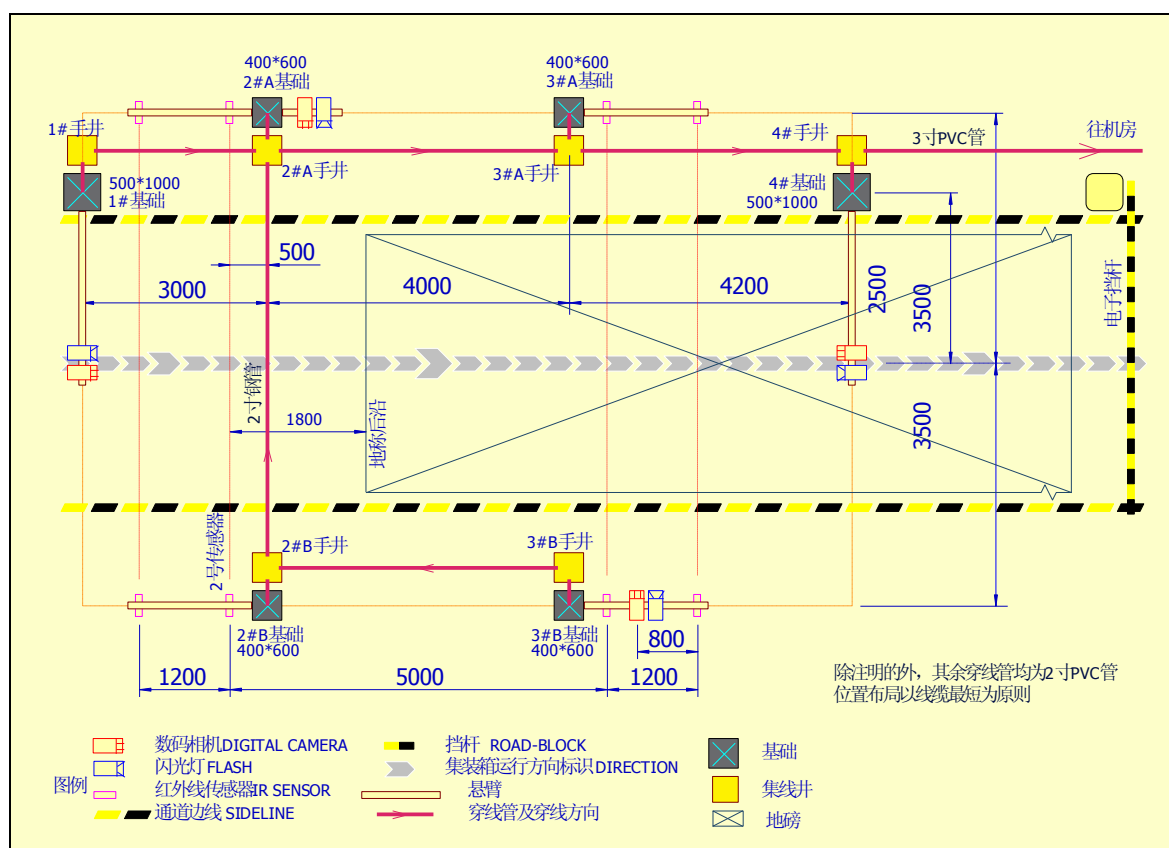 400*600
2#A基础
400*600
3#A基础
1#手井
4#手井
3寸PVC管
往机房
2#A手井
3#A手井
500*1000
1#基础
4#基础
500*1000
500
3000
4000
4200
2500
3500
3500
电子挡杆
2寸钢管
1800
地称后沿
2号传感器
2#B手井
3#B手井
2#B基础
400*600
3#B基础
400*600
800
1200
5000
1200
除注明的外，其余穿线管均为2寸PVC管
位置布局以线缆最短为原则
图例
数码相机DIGITAL CAMERA
闪光灯FLASH
红外线传感器IR SENSOR
通道边线 SIDELINE
挡杆 ROAD-BLOCK
集装箱运行方向标识DIRECTION
悬臂
穿线管及穿线方向
基础
集线井
地磅